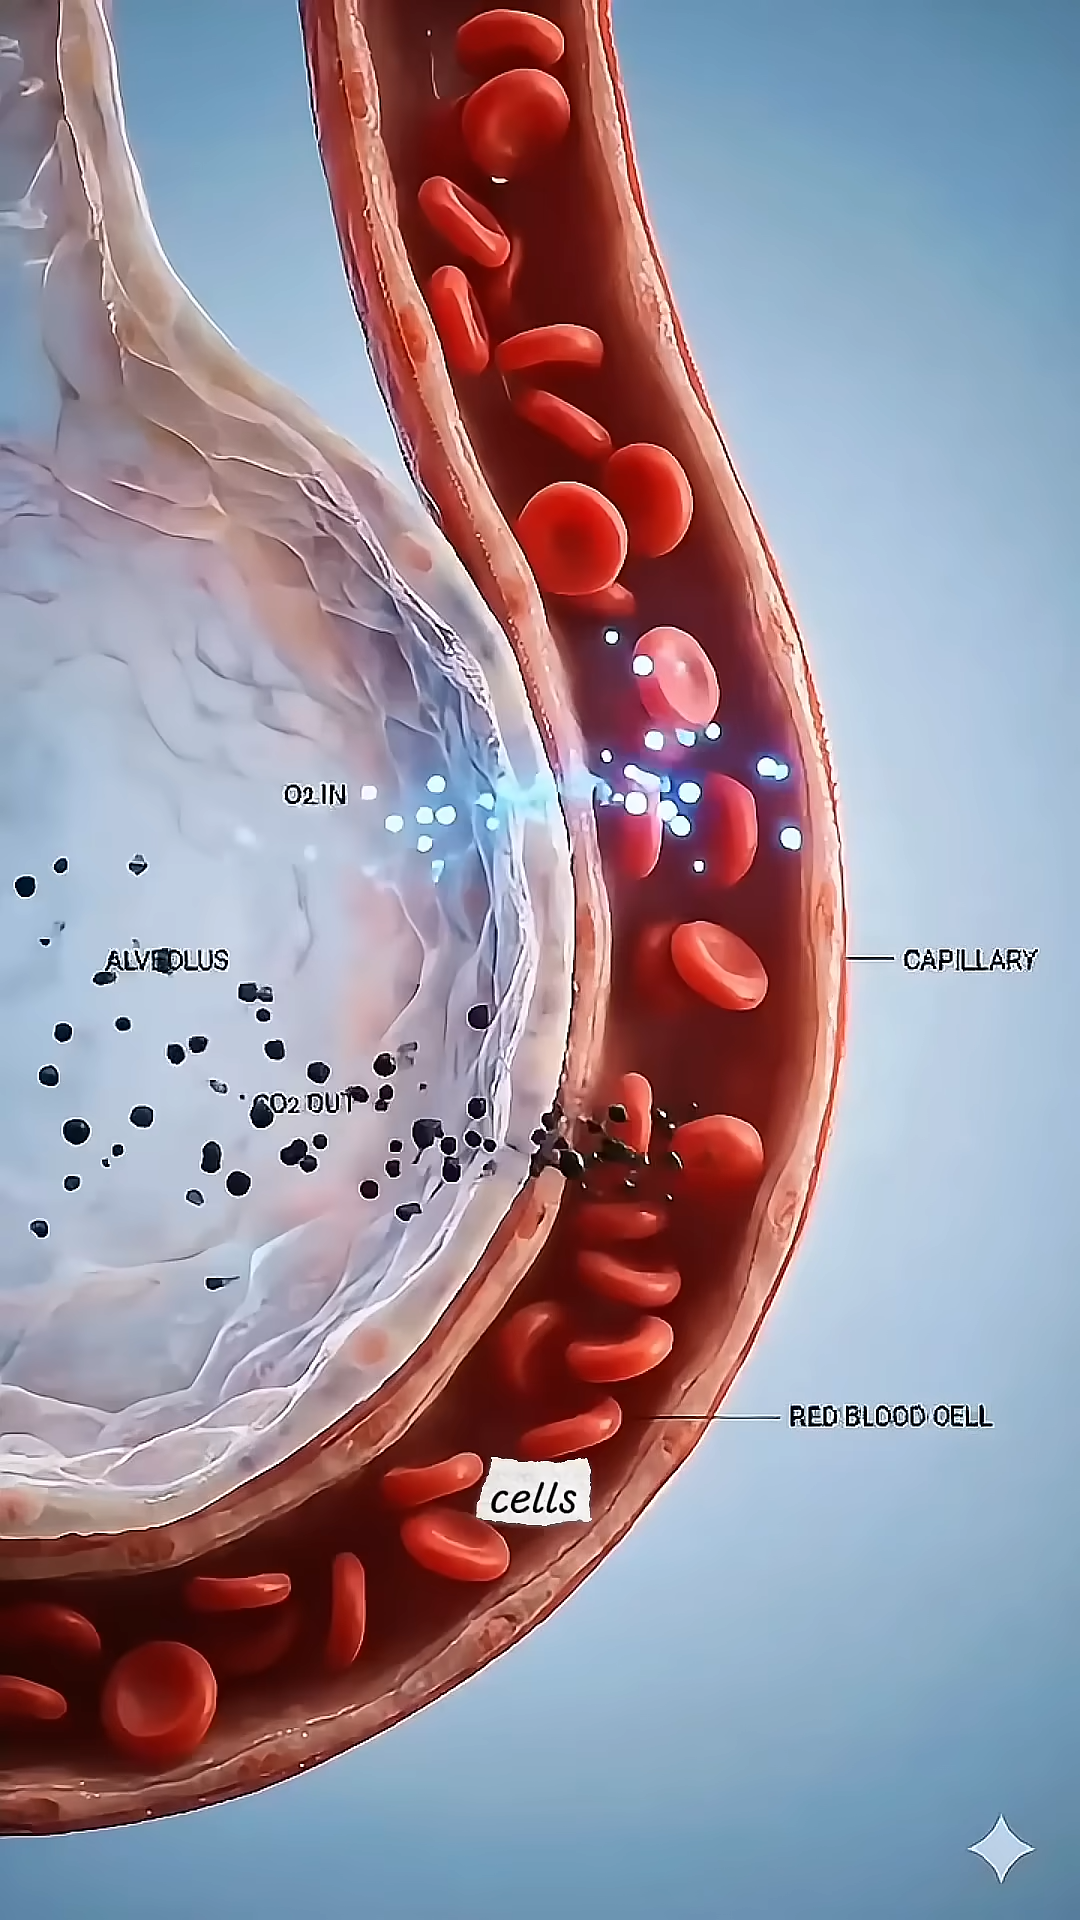 O2 IN
ALVEOLUS
CAPILLARY
CO2 OUT
RED BLOOD CELL
cells